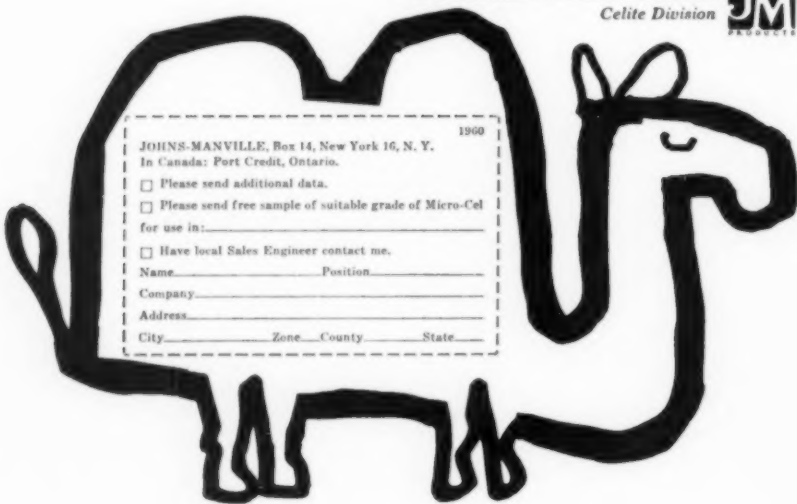 Celite Division JM
PRODUCTS
1960
JOHNS-MANVILLE, Box 14, New York 16, N. Y.
In Canada: Port Credit, Ontario.
☐ Please send additional data.
☐ Please send free sample of suitable grade of Micro-Cel
for use in:
☐ Have local Sales Engineer contact me.
Name Position
Company
Address
City Zone County State